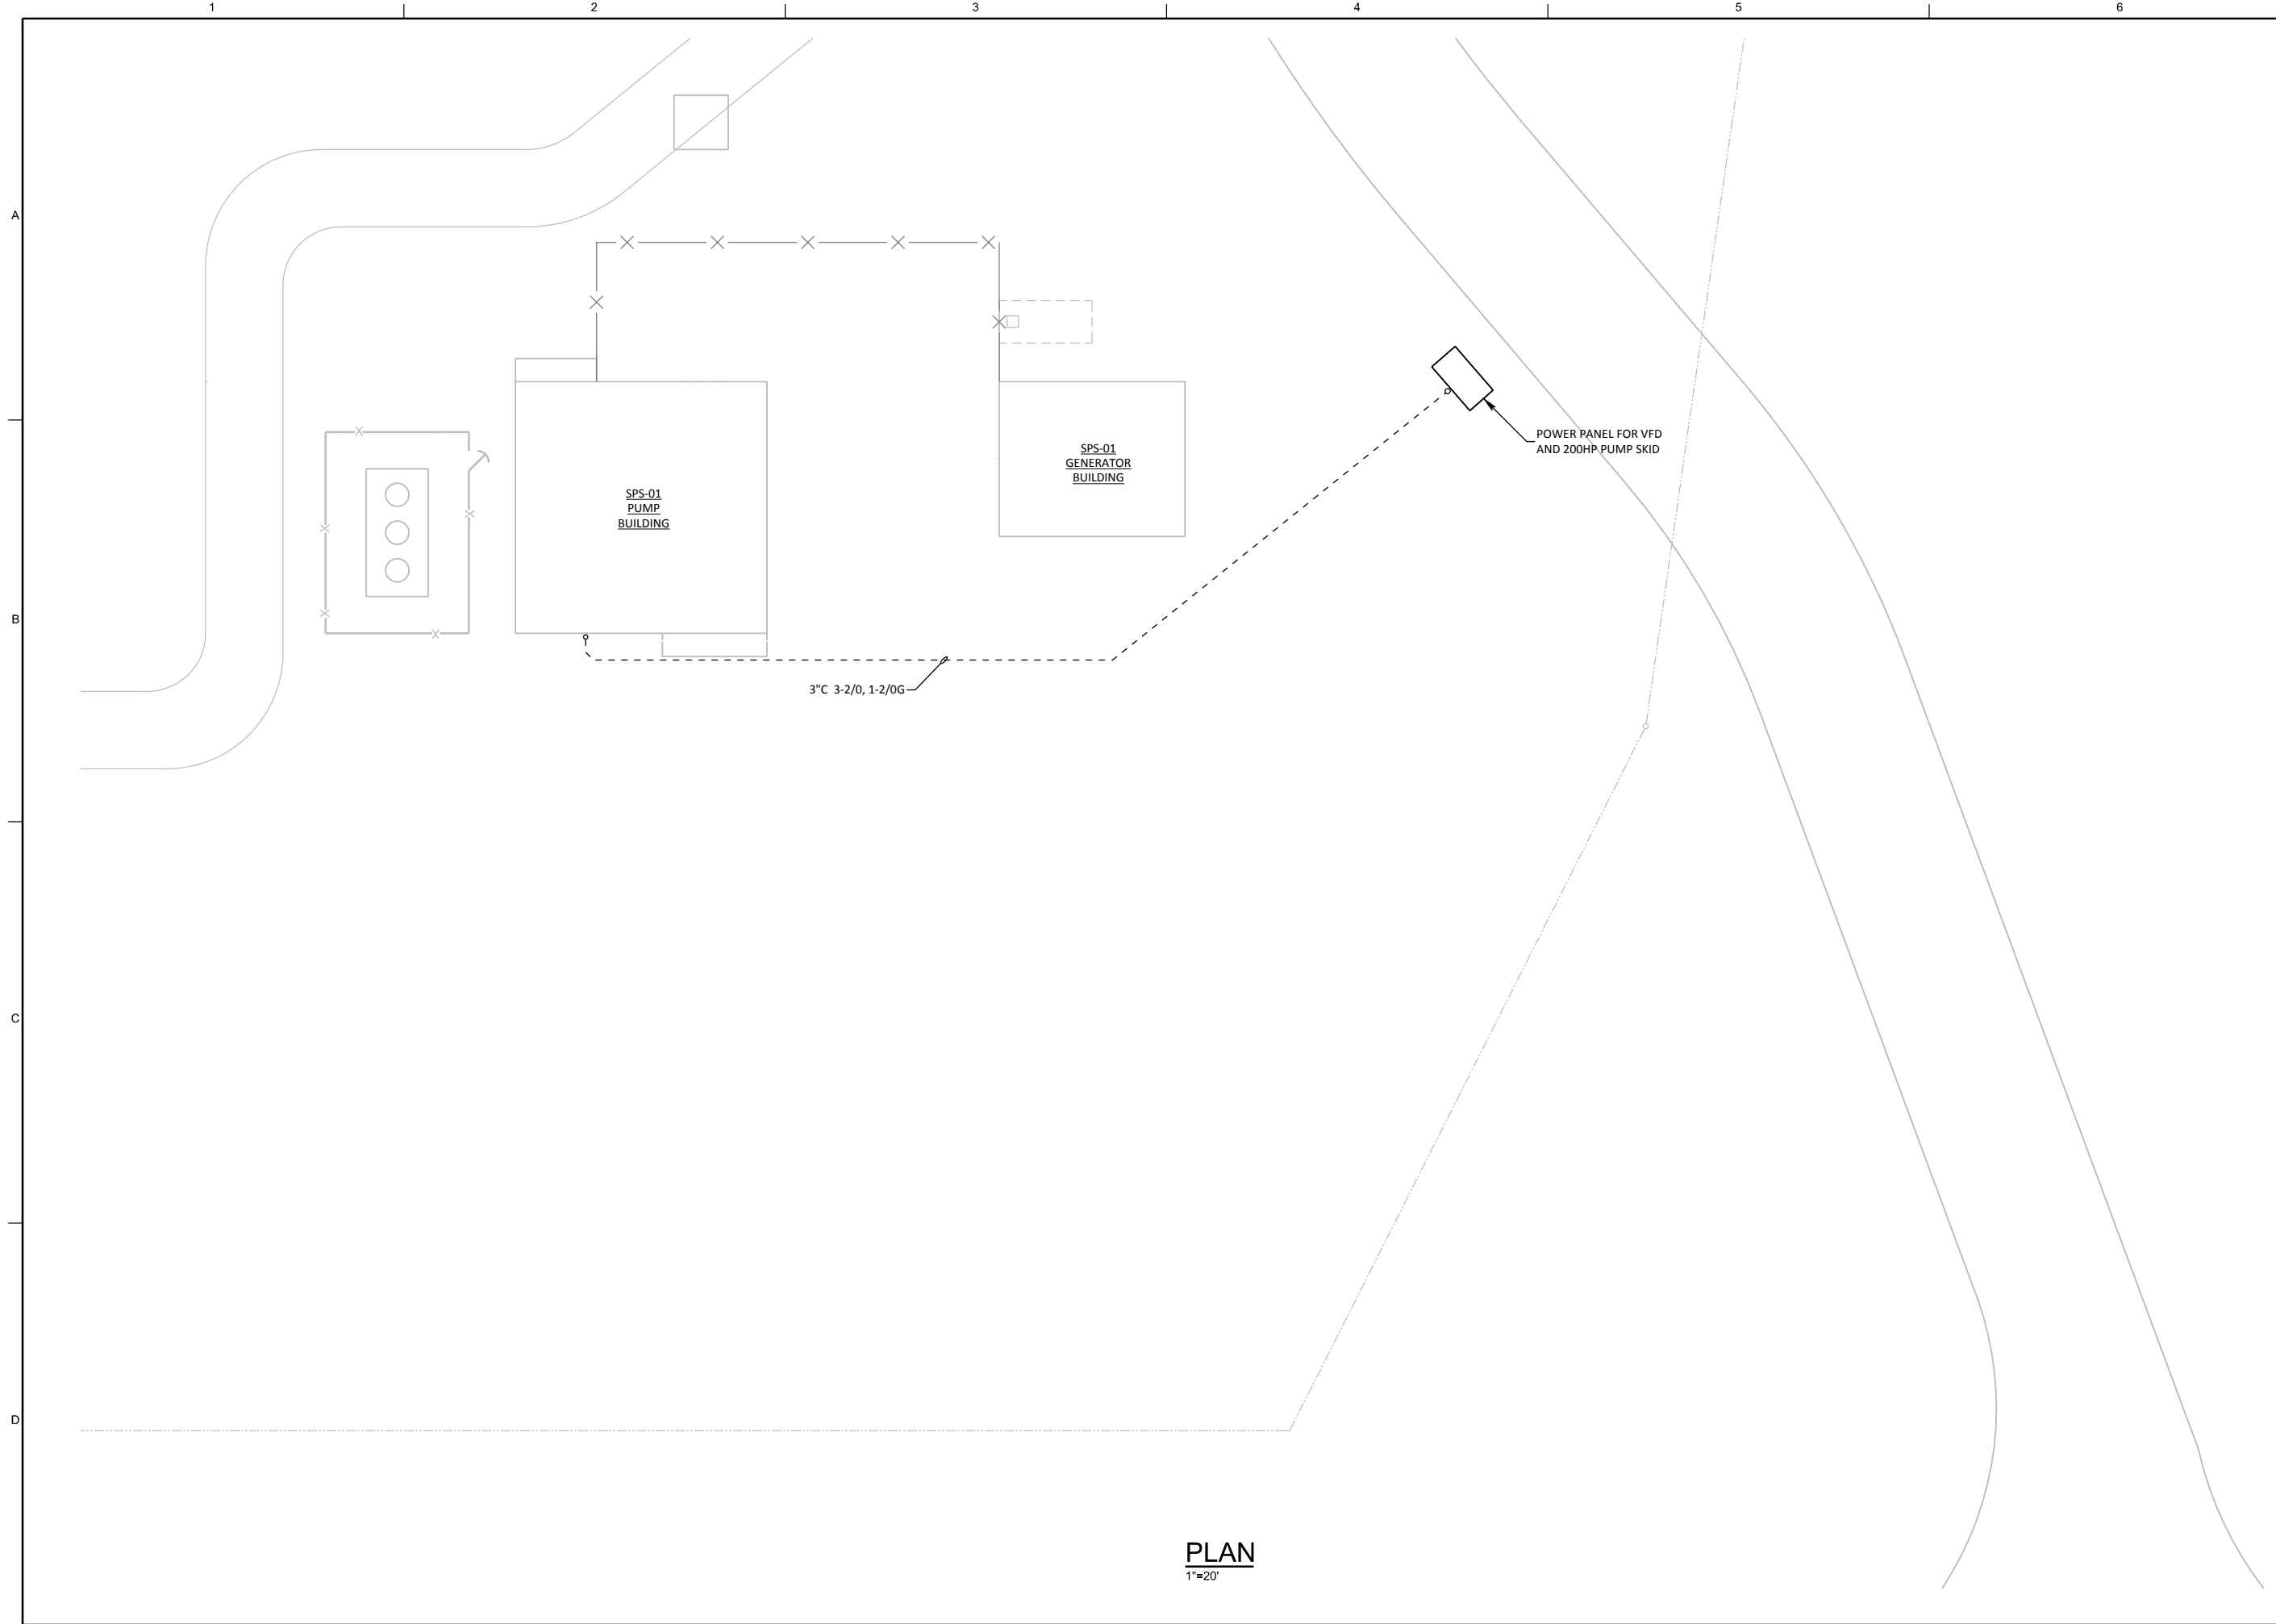 1 2 3 4 5 6
A
POWER PANEL FOR VFD
AND 200HP PUMP SKID
SPS-01
GENERATOR
BUILDING
SPS-01
PUMP
BUILDING
B
3"C 3-2/0, 1-2/0G
C
D
PLAN
1"=20'